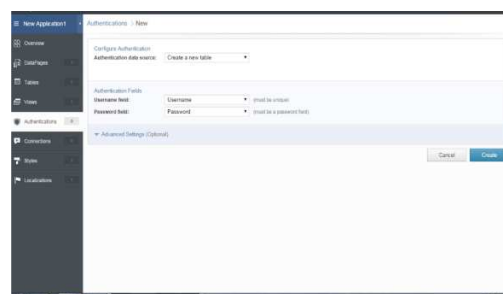 New Application1
Authentications > New
Overview
DataPages
Tables
Views
Authentications
Connections
Styles
Localizations
Configure Authentication
Authentication data source: Create a new table
Authentication Fields
Username field: Username (must be unique)
Password field: Password (must be a password field)
Advanced Settings (Optional)
Cancel Create